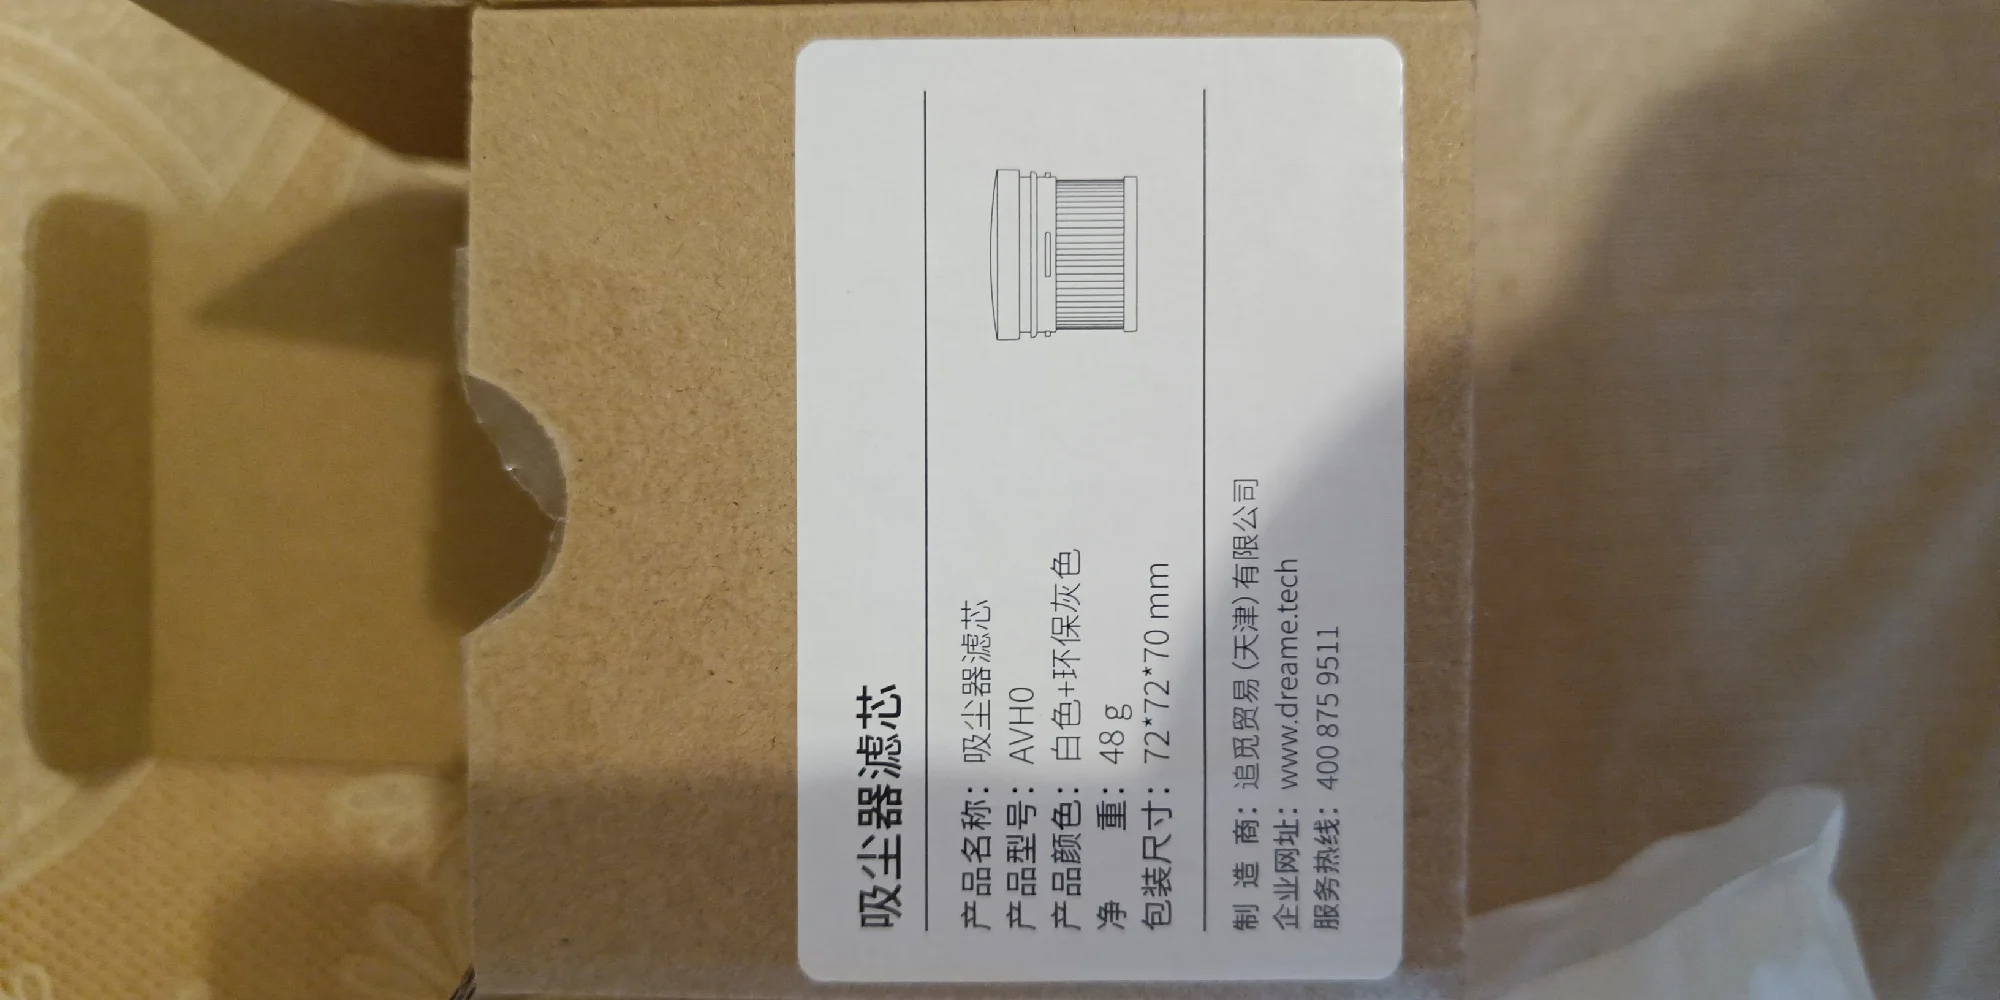 吸尘器滤芯
产品名称：吸尘器滤芯
产品型号：AVH0
产品颜色：白色+环保灰色
净 重：48 g
包装尺寸：72*72*70 mm
制 造 商：追觅贸易（天津）有限公司
企业网址：www.dreame.tech
服务热线：400 875 9511